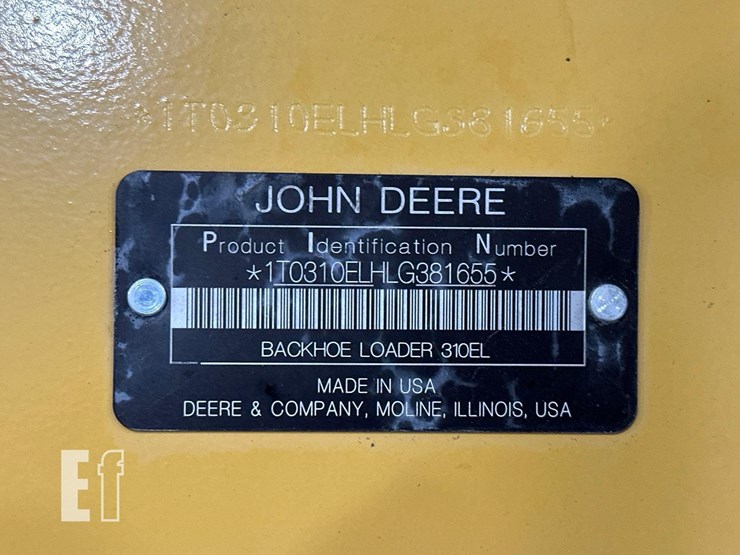 *1T0310ELHLG381655*
JOHN DEERE
Product Identification Number
*1T0310ELHLG381655*
BACKHOE LOADER 310EL
MADE IN USA
DEERE & COMPANY, MOLINE, ILLINOIS, USA
Ef